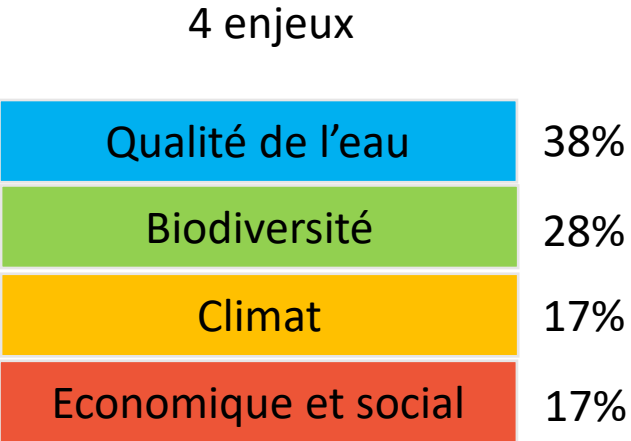 4 enjeux
Qualité de l’eau 38%
Biodiversité 28%
Climat 17%
Economique et social 17%